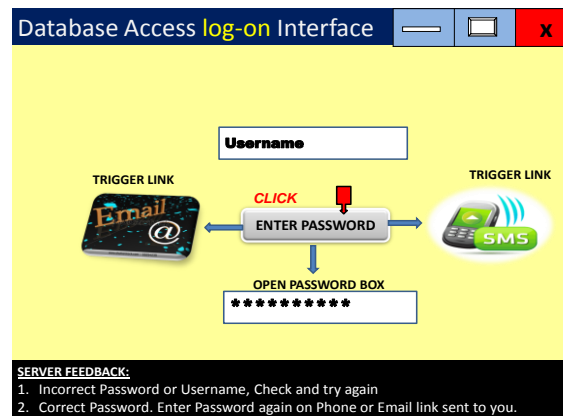 Database Access log-on Interface
X
Username
TRIGGER LINK
TRIGGER LINK
Email
@
CLICK
ENTER PASSWORD
SMS
OPEN PASSWORD BOX
**********
SERVER FEEDBACK:
1. Incorrect Password or Username, Check and try again
2. Correct Password. Enter Password again on Phone or Email link sent to you.